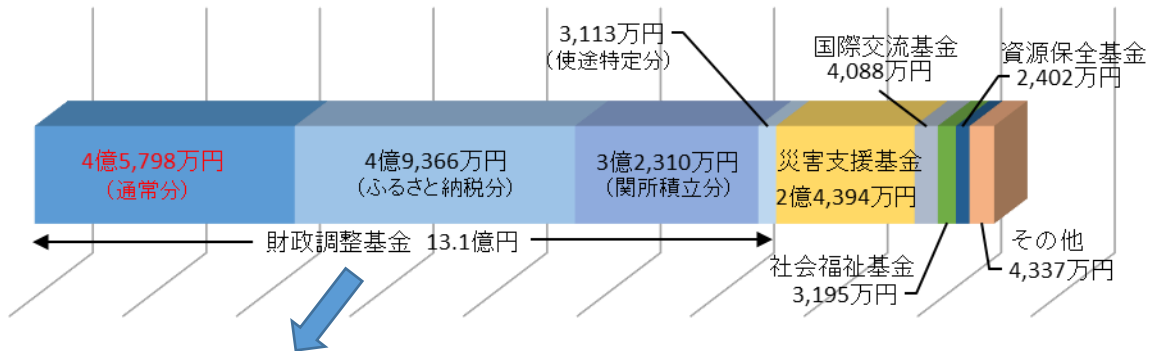 3,113万円
(使途特定分)
国際交流基金
4,088万円
資源保全基金
2,402万円
4億5,798万円
(通常分)
4億9,366万円
(ふるさと納税分)
3億2,310万円
(関所積立分)
災害支援基金
2億4,394万円
財政調整基金 13.1億円
社会福祉基金
3,195万円
その他
4,337万円